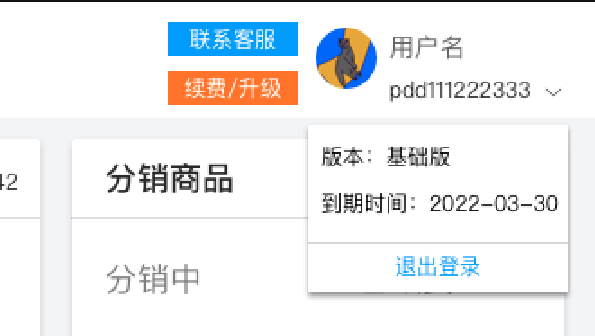 联系客服
用户名
续费/升级
pdd111222333
版本：基础版
42
分销商品
到期时间：2022-03-30
退出登录
分销中